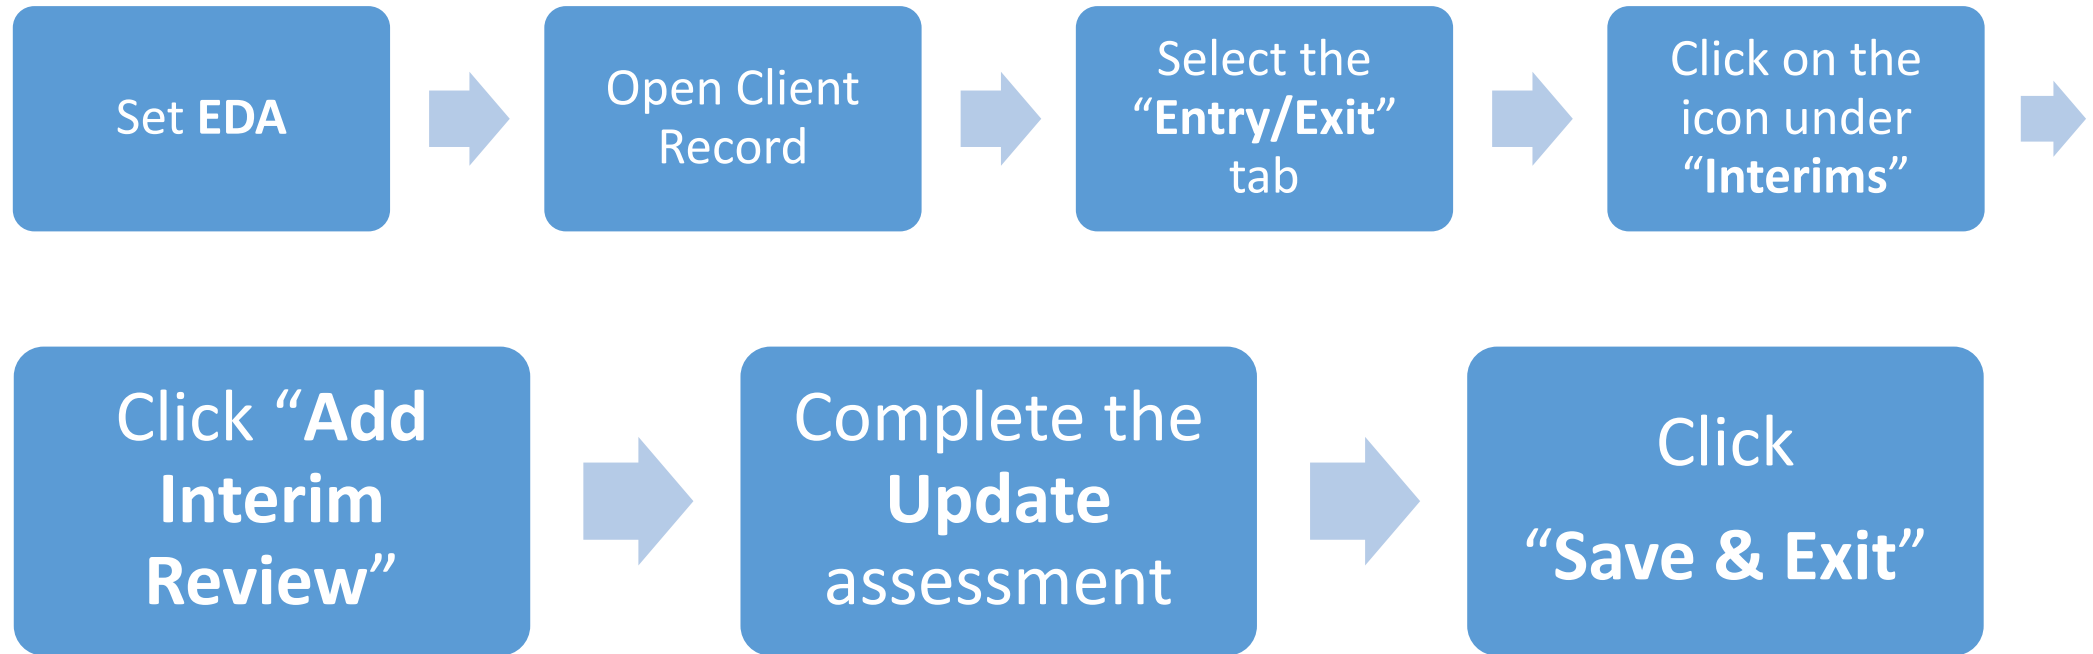 Set EDA
Open Client
Record
Select the
“Entry/Exit”
tab
Click on the
icon under
“Interims”
Click “Add
Interim
Review”
Complete the
Update
assessment
Click
“Save & Exit”